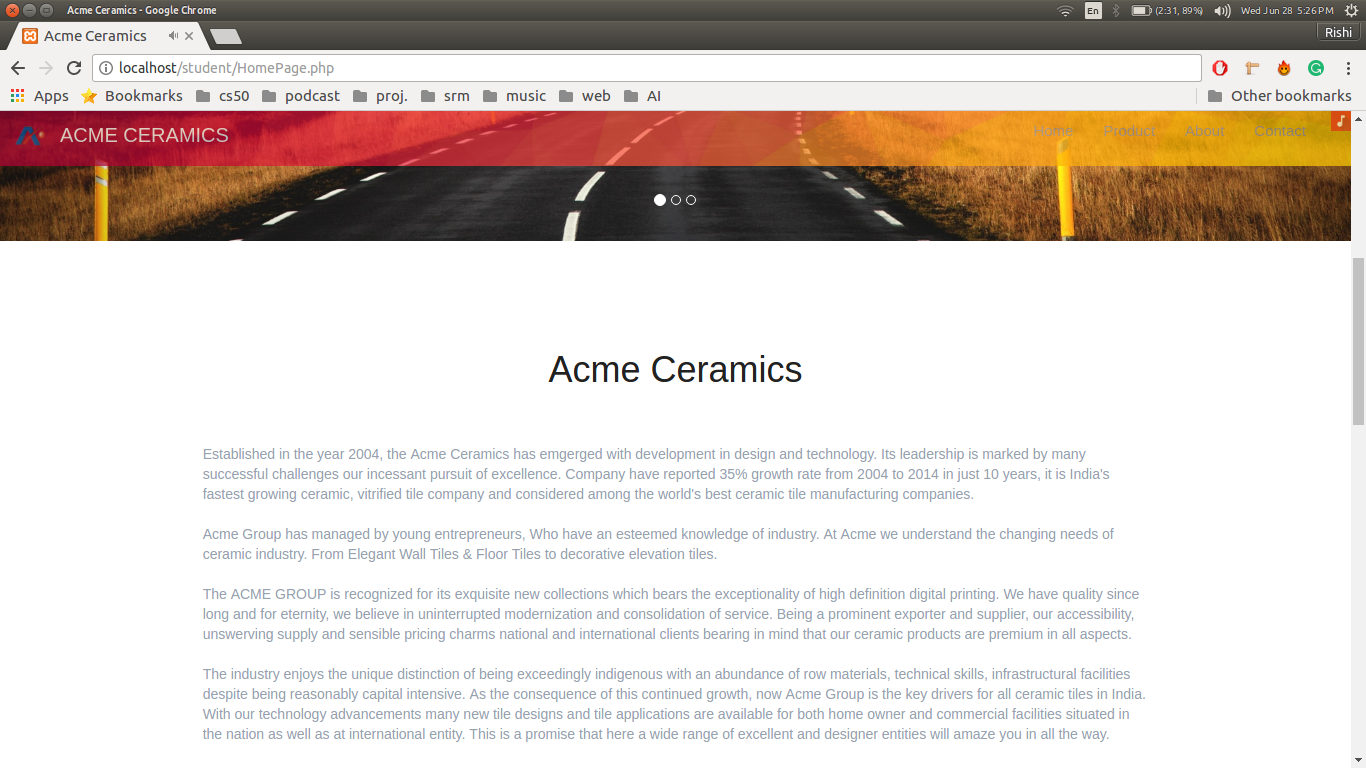 Acme Ceramics - Google Chrome
En
(2:31, 89%)
Wed Jun 28 5:26 PM
Acme Ceramics
Rishi
localhost/student/HomePage.php
Apps
Bookmarks
cs50
podcast
proj.
srm
music
web
AI
Other bookmarks
ACME CERAMICS
Home
Product
About
Contact
Acme Ceramics
Established in the year 2004, the Acme Ceramics has emgerged with development in design and technology. Its leadership is marked by many
successful challenges our incessant pursuit of excellence. Company have reported 35% growth rate from 2004 to 2014 in just 10 years, it is India's
fastest growing ceramic, vitrified tile company and considered among the world's best ceramic tile manufacturing companies.
Acme Group has managed by young entrepreneurs, Who have an esteemed knowledge of industry. At Acme we understand the changing needs of
ceramic industry. From Elegant Wall Tiles & Floor Tiles to decorative elevation tiles.
The ACME GROUP is recognized for its exquisite new collections which bears the exceptionality of high definition digital printing. We have quality since
long and for eternity, we believe in uninterrupted modernization and consolidation of service. Being a prominent exporter and supplier, our accessibility,
unswerving supply and sensible pricing charms national and international clients bearing in mind that our ceramic products are premium in all aspects.
The industry enjoys the unique distinction of being exceedingly indigenous with an abundance of row materials, technical skills, infrastructural facilities
despite being reasonably capital intensive. As the consequence of this continued growth, now Acme Group is the key drivers for all ceramic tiles in India.
With our technology advancements many new tile designs and tile applications are available for both home owner and commercial facilities situated in
the nation as well as at international entity. This is a promise that here a wide range of excellent and designer entities will amaze you in all the way.